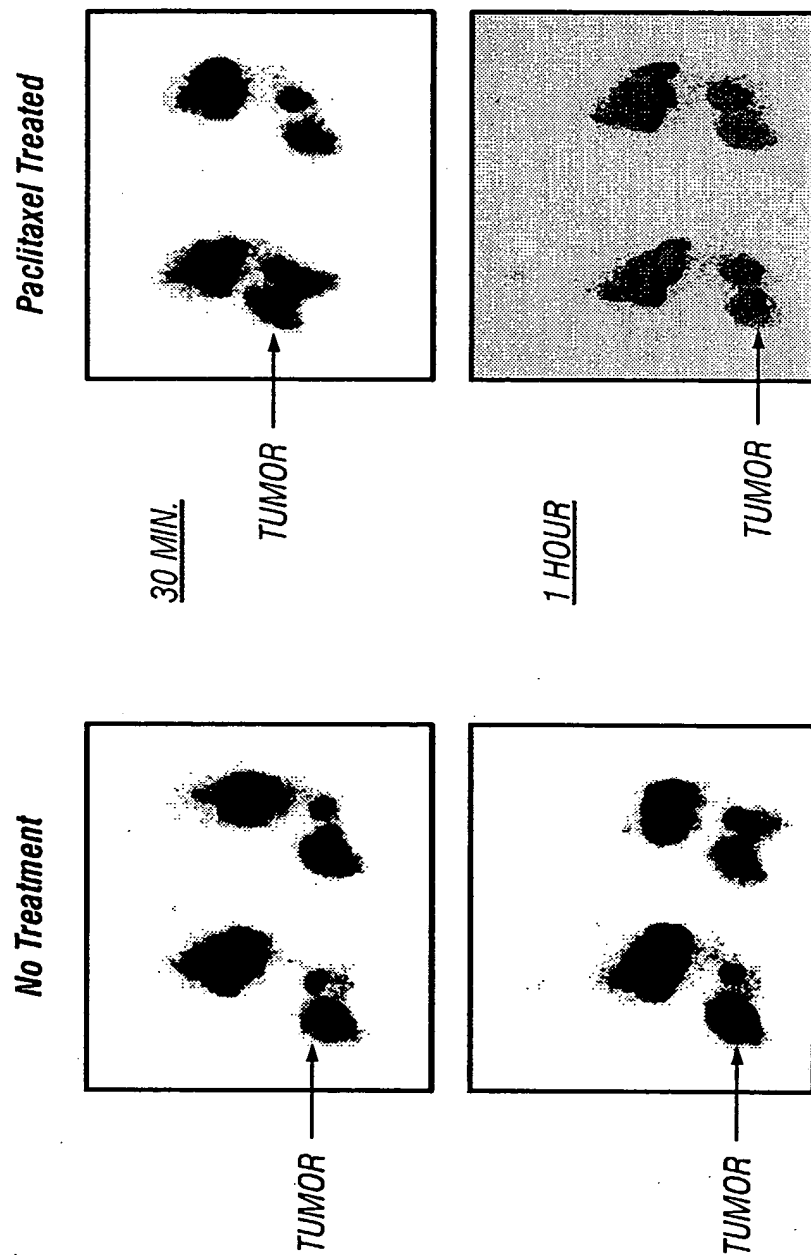 No Treatment
Paclitaxel Treated
30 MIN.
TUMOR
TUMOR
1 HOUR
TUMOR
TUMOR